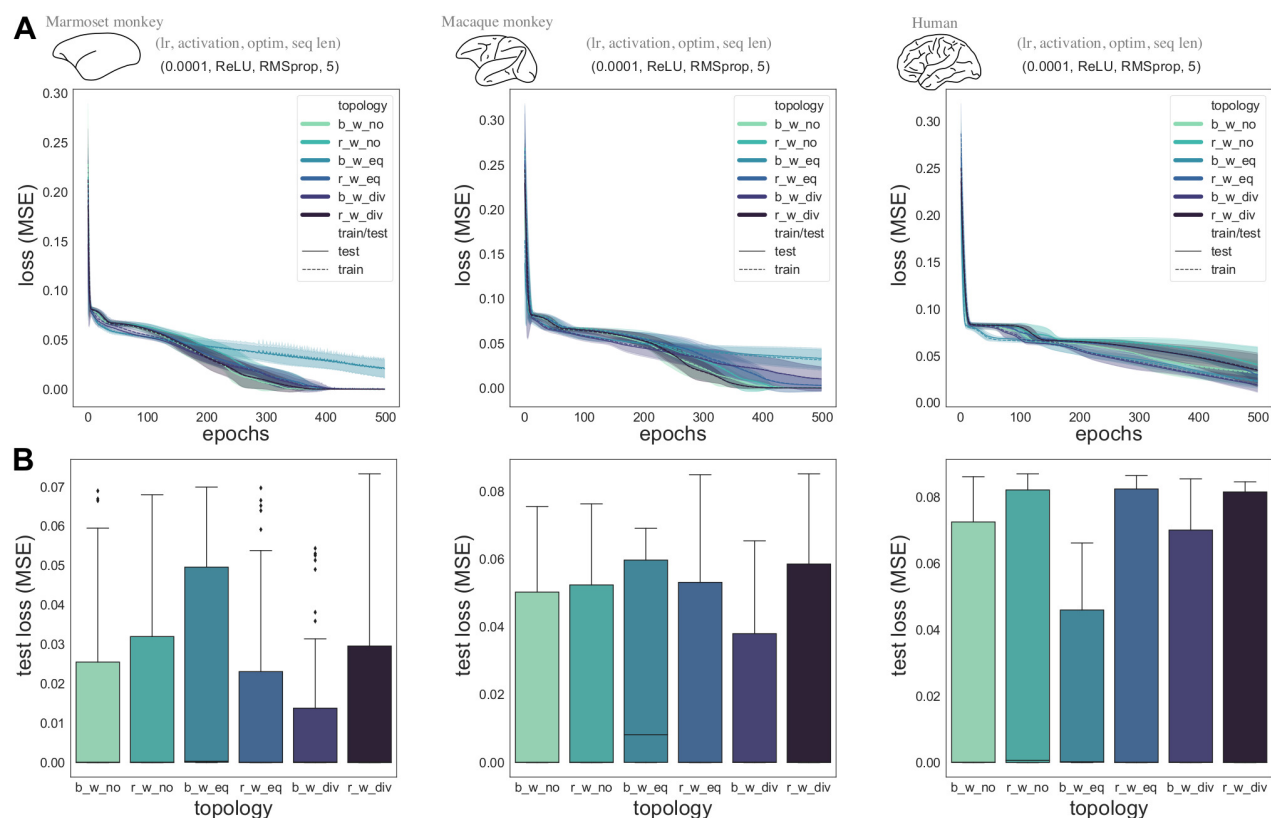 A
Marmoset monkey
(lr, activation, optim, seq len)
(0.0001, ReLU, RMSprop, 5)
Macaque monkey
(lr, activation, optim, seq len)
(0.0001, ReLU, RMSprop, 5)
Human
(lr, activation, optim, seq len)
(0.0001, ReLU, RMSprop, 5)
loss (MSE)
0.30
0.25
0.20
0.15
0.10
0.05
0.00
topology
b_w_no
r_w_no
b_w_eq
r_w_eq
b_w_div
r_w_div
train/test
test
train
0 100 200 300 400 500
epochs
loss (MSE)
0.30
0.25
0.20
0.15
0.10
0.05
0.00
topology
b_w_no
r_w_no
b_w_eq
r_w_eq
b_w_div
r_w_div
train/test
test
train
0 100 200 300 400 500
epochs
loss (MSE)
0.30
0.25
0.20
0.15
0.10
0.05
0.00
topology
b_w_no
r_w_no
b_w_eq
r_w_eq
b_w_div
r_w_div
train/test
test
train
0 100 200 300 400 500
epochs
B
test loss (MSE)
0.07
0.06
0.05
0.04
0.03
0.02
0.01
0.00
b_w_no r_w_no b_w_eq r_w_eq b_w_div r_w_div
topology
test loss (MSE)
0.08
0.06
0.04
0.02
0.00
b_w_no r_w_no b_w_eq r_w_eq b_w_div r_w_div
topology
test loss (MSE)
0.08
0.06
0.04
0.02
0.00
b_w_no r_w_no b_w_eq r_w_eq b_w_div r_w_div
topology